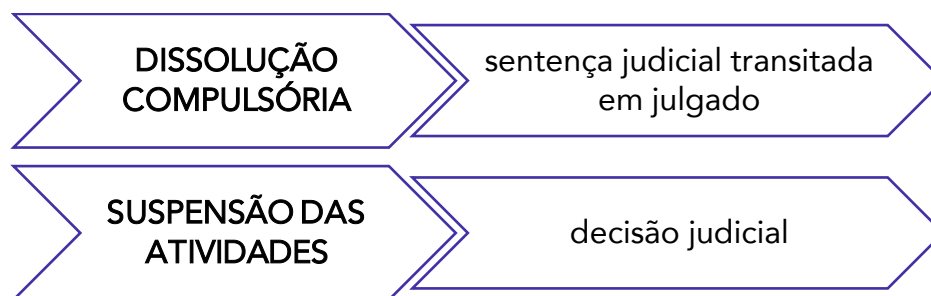 DISSOLUÇÃO
COMPULSÓRIA
sentença judicial transitada
em julgado
SUSPENSÃO DAS
ATIVIDADES
decisão judicial